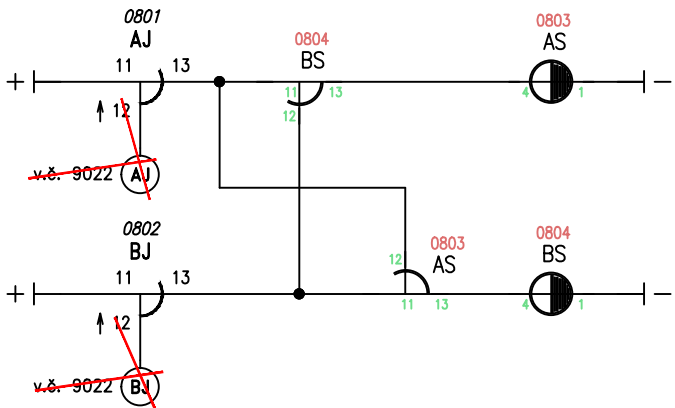 0801
AJ
11 13
12
v.č. 9022 AJ
0804
BS
11 13
12
0803
AS
4 1
+ −
0802
BJ
11 13
12
v.č. 9022 BJ
0803
AS
12
11 13
0804
BS
4 1
+ −